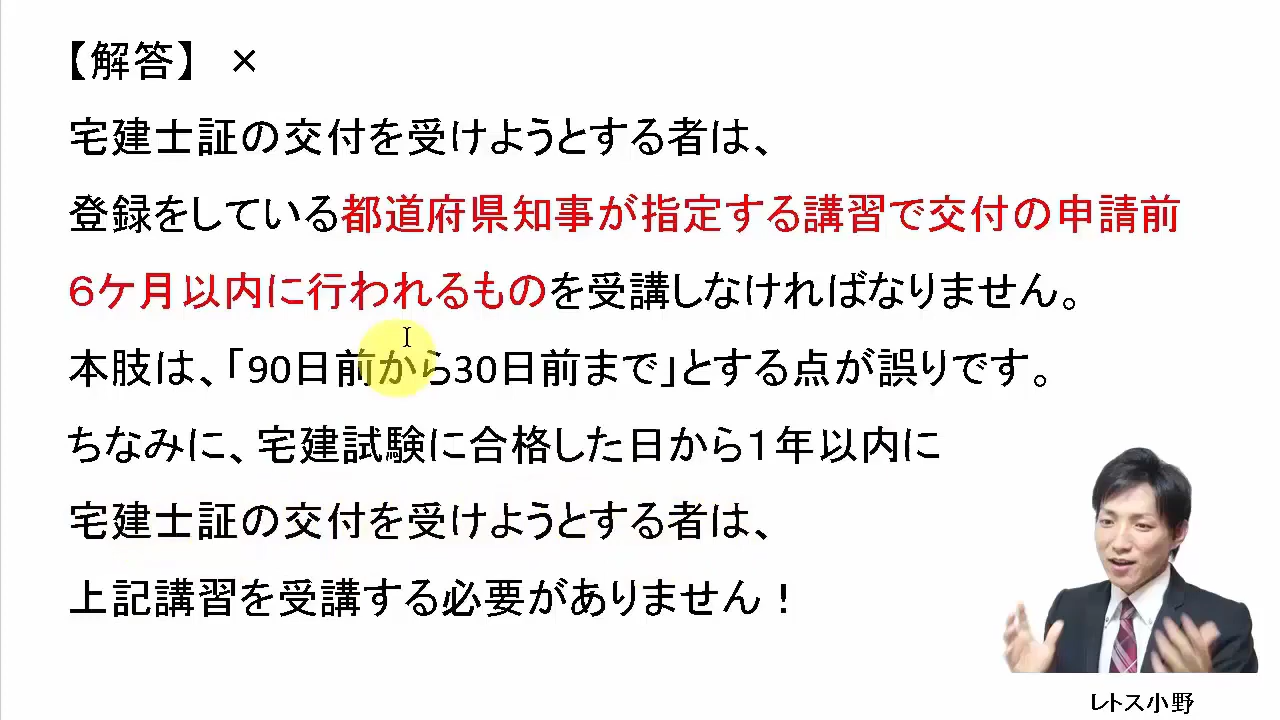 【解答】 ×
宅建士証の交付を受けようとする者は、
登録をしている都道府県知事が指定する講習で交付の申請前
６ケ月以内に行われるものを受講しなければなりません。
本肢は、「90日前から30日前まで」とする点が誤りです。
ちなみに、宅建試験に合格した日から１年以内に
宅建士証の交付を受けようとする者は、
上記講習を受講する必要がありません！
レトス小野